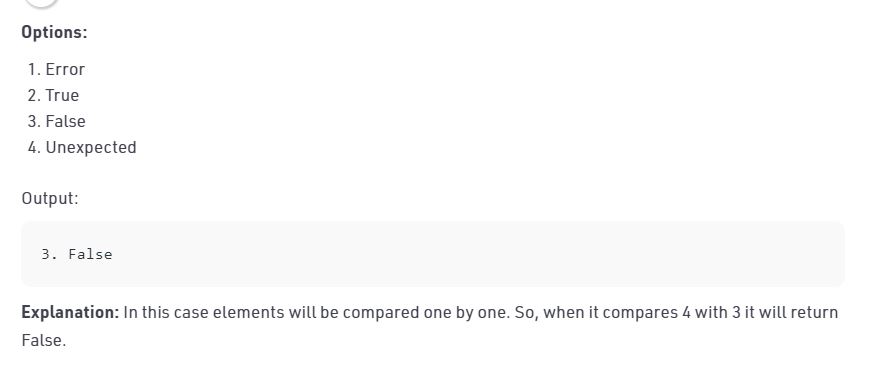 Options:
1. Error
2. True
3. False
4. Unexpected
Output:
3. False
Explanation: In this case elements will be compared one by one. So, when it compares 4 with 3 it will return
False.